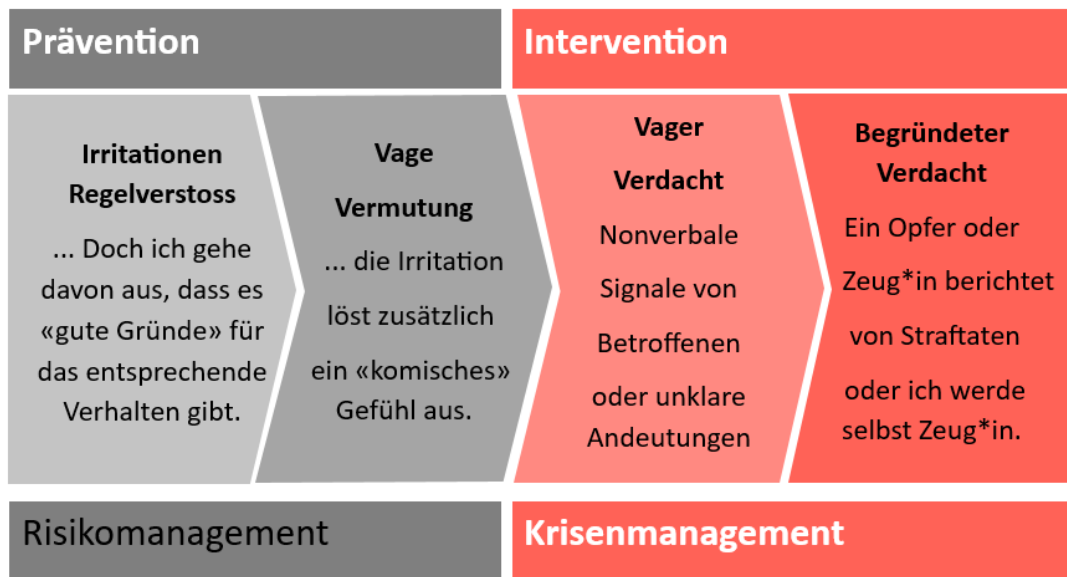 Prävention
Intervention
Irritationen
Regelverstoss
... Doch ich gehe
davon aus, dass es
«gute Gründe» für
das entsprechende
Verhalten gibt.
Vage
Vermutung
... die Irritation
löst zusätzlich
ein «komisches»
Gefühl aus.
Vager
Verdacht
Nonverbale
Signale von
Betroffenen
oder unklare
Andeutungen
Begründeter
Verdacht
Ein Opfer oder
Zeug*in berichtet
von Straftaten
oder ich werde
selbst Zeug*in.
Risikomanagement
Krisenmanagement